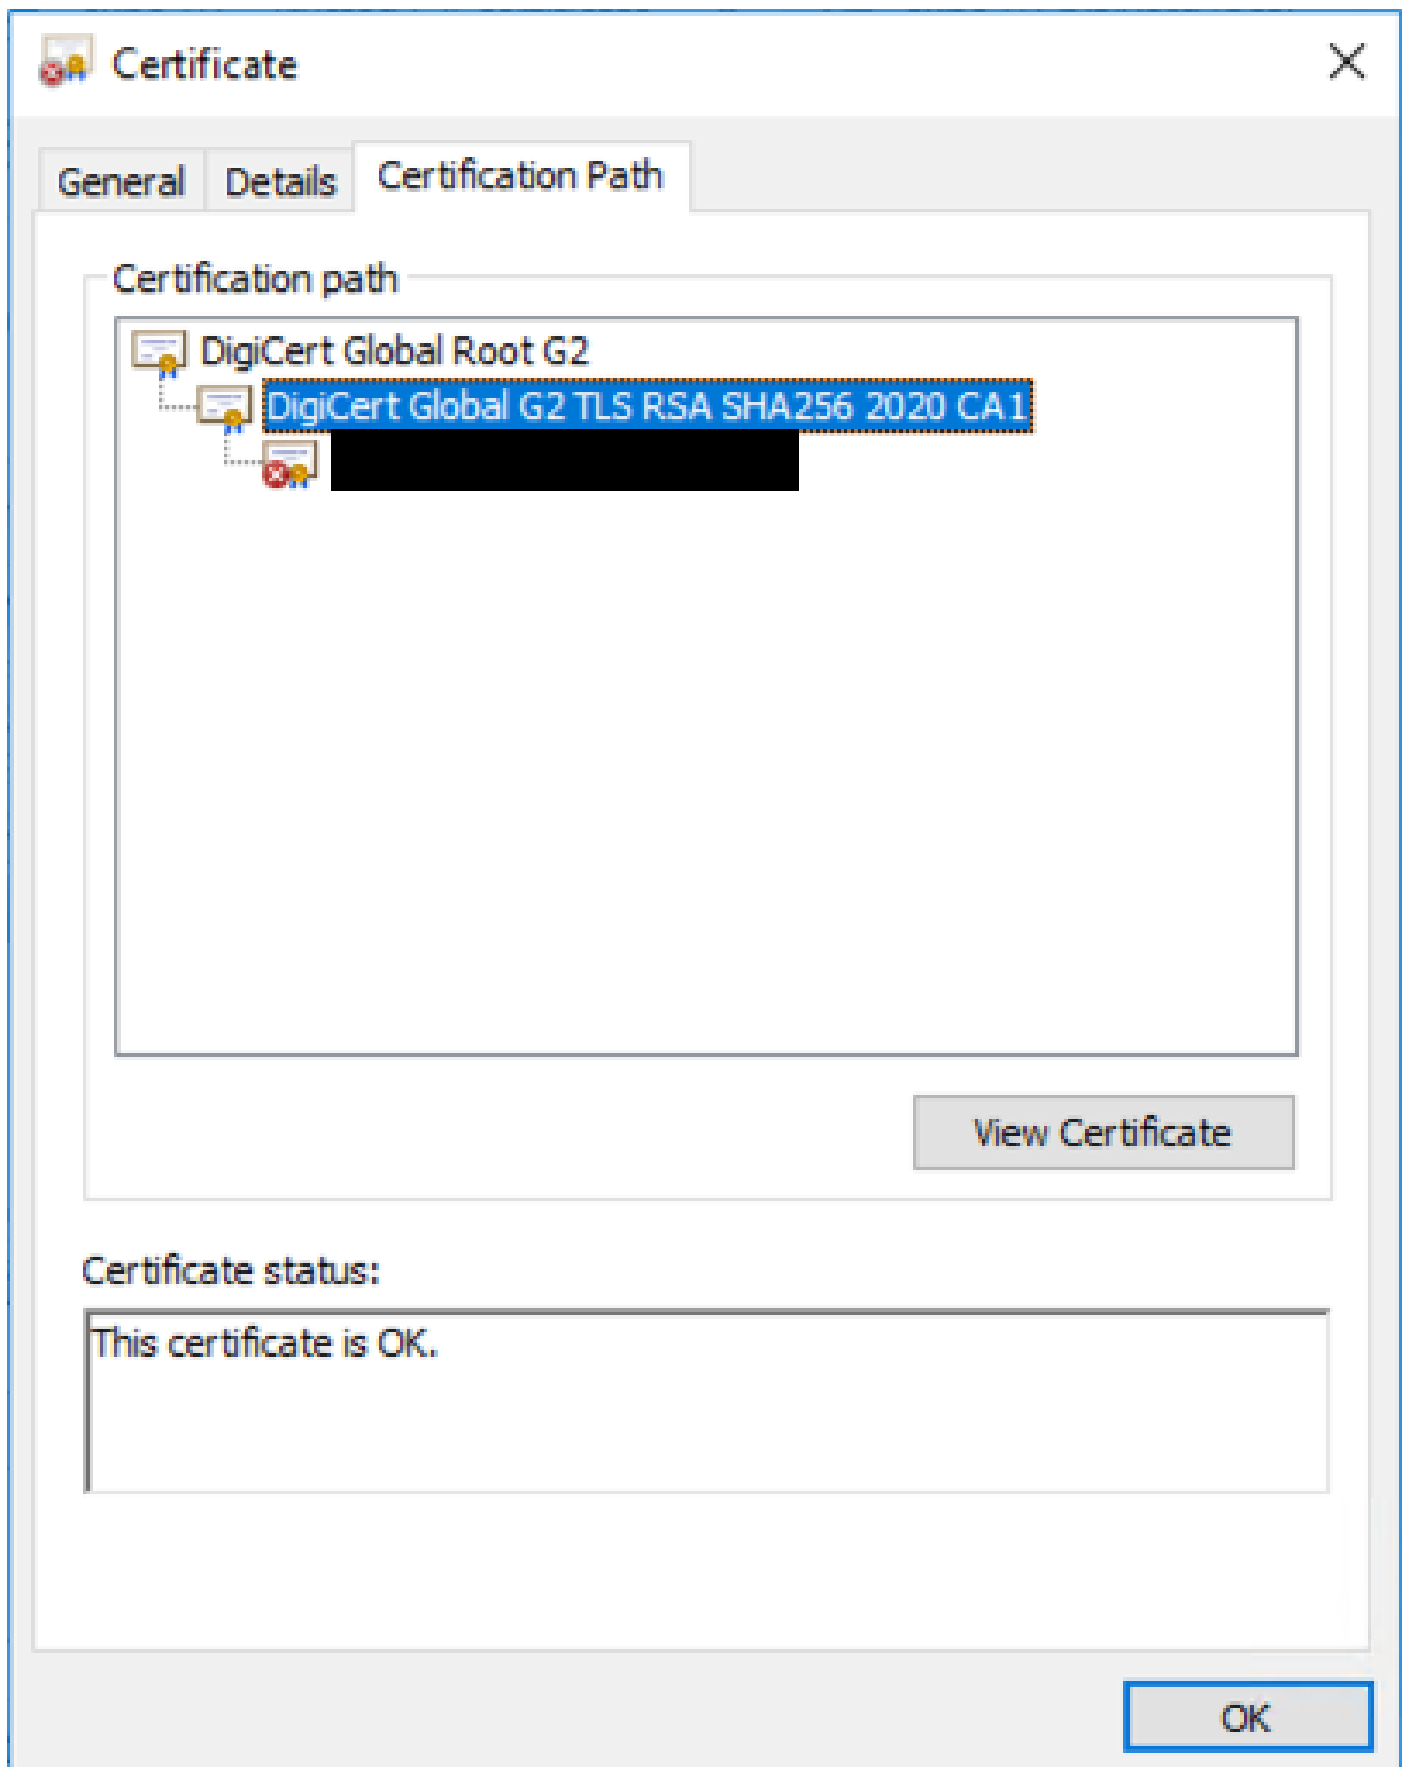 Certificate
General
Details
Certification Path
Certification path
DigiCert Global Root G2
DigiCert Global G2 TLS RSA SHA256 2020 CA1
View Certificate
Certificate status:
This certificate is OK.
OK